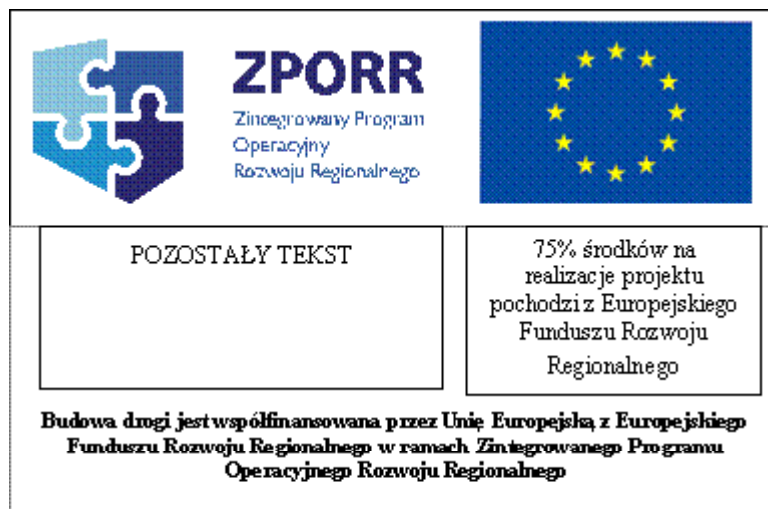 ZPORR
Zintegrowany Program
Operacyjny
Rozwoju Regionalnego
POZOSTAŁY TEKST
75% środków na
realizacje projektu
pochodzi z Europejskiego
Funduszu Rozwoju
Regionalnego
Budowa drogi jest współfinansowana przez Unię Europejską z Europejskiego
Funduszu Rozwoju Regionalnego w ramach Zintegrowanego Programu
Operacyjnego Rozwoju Regionalnego